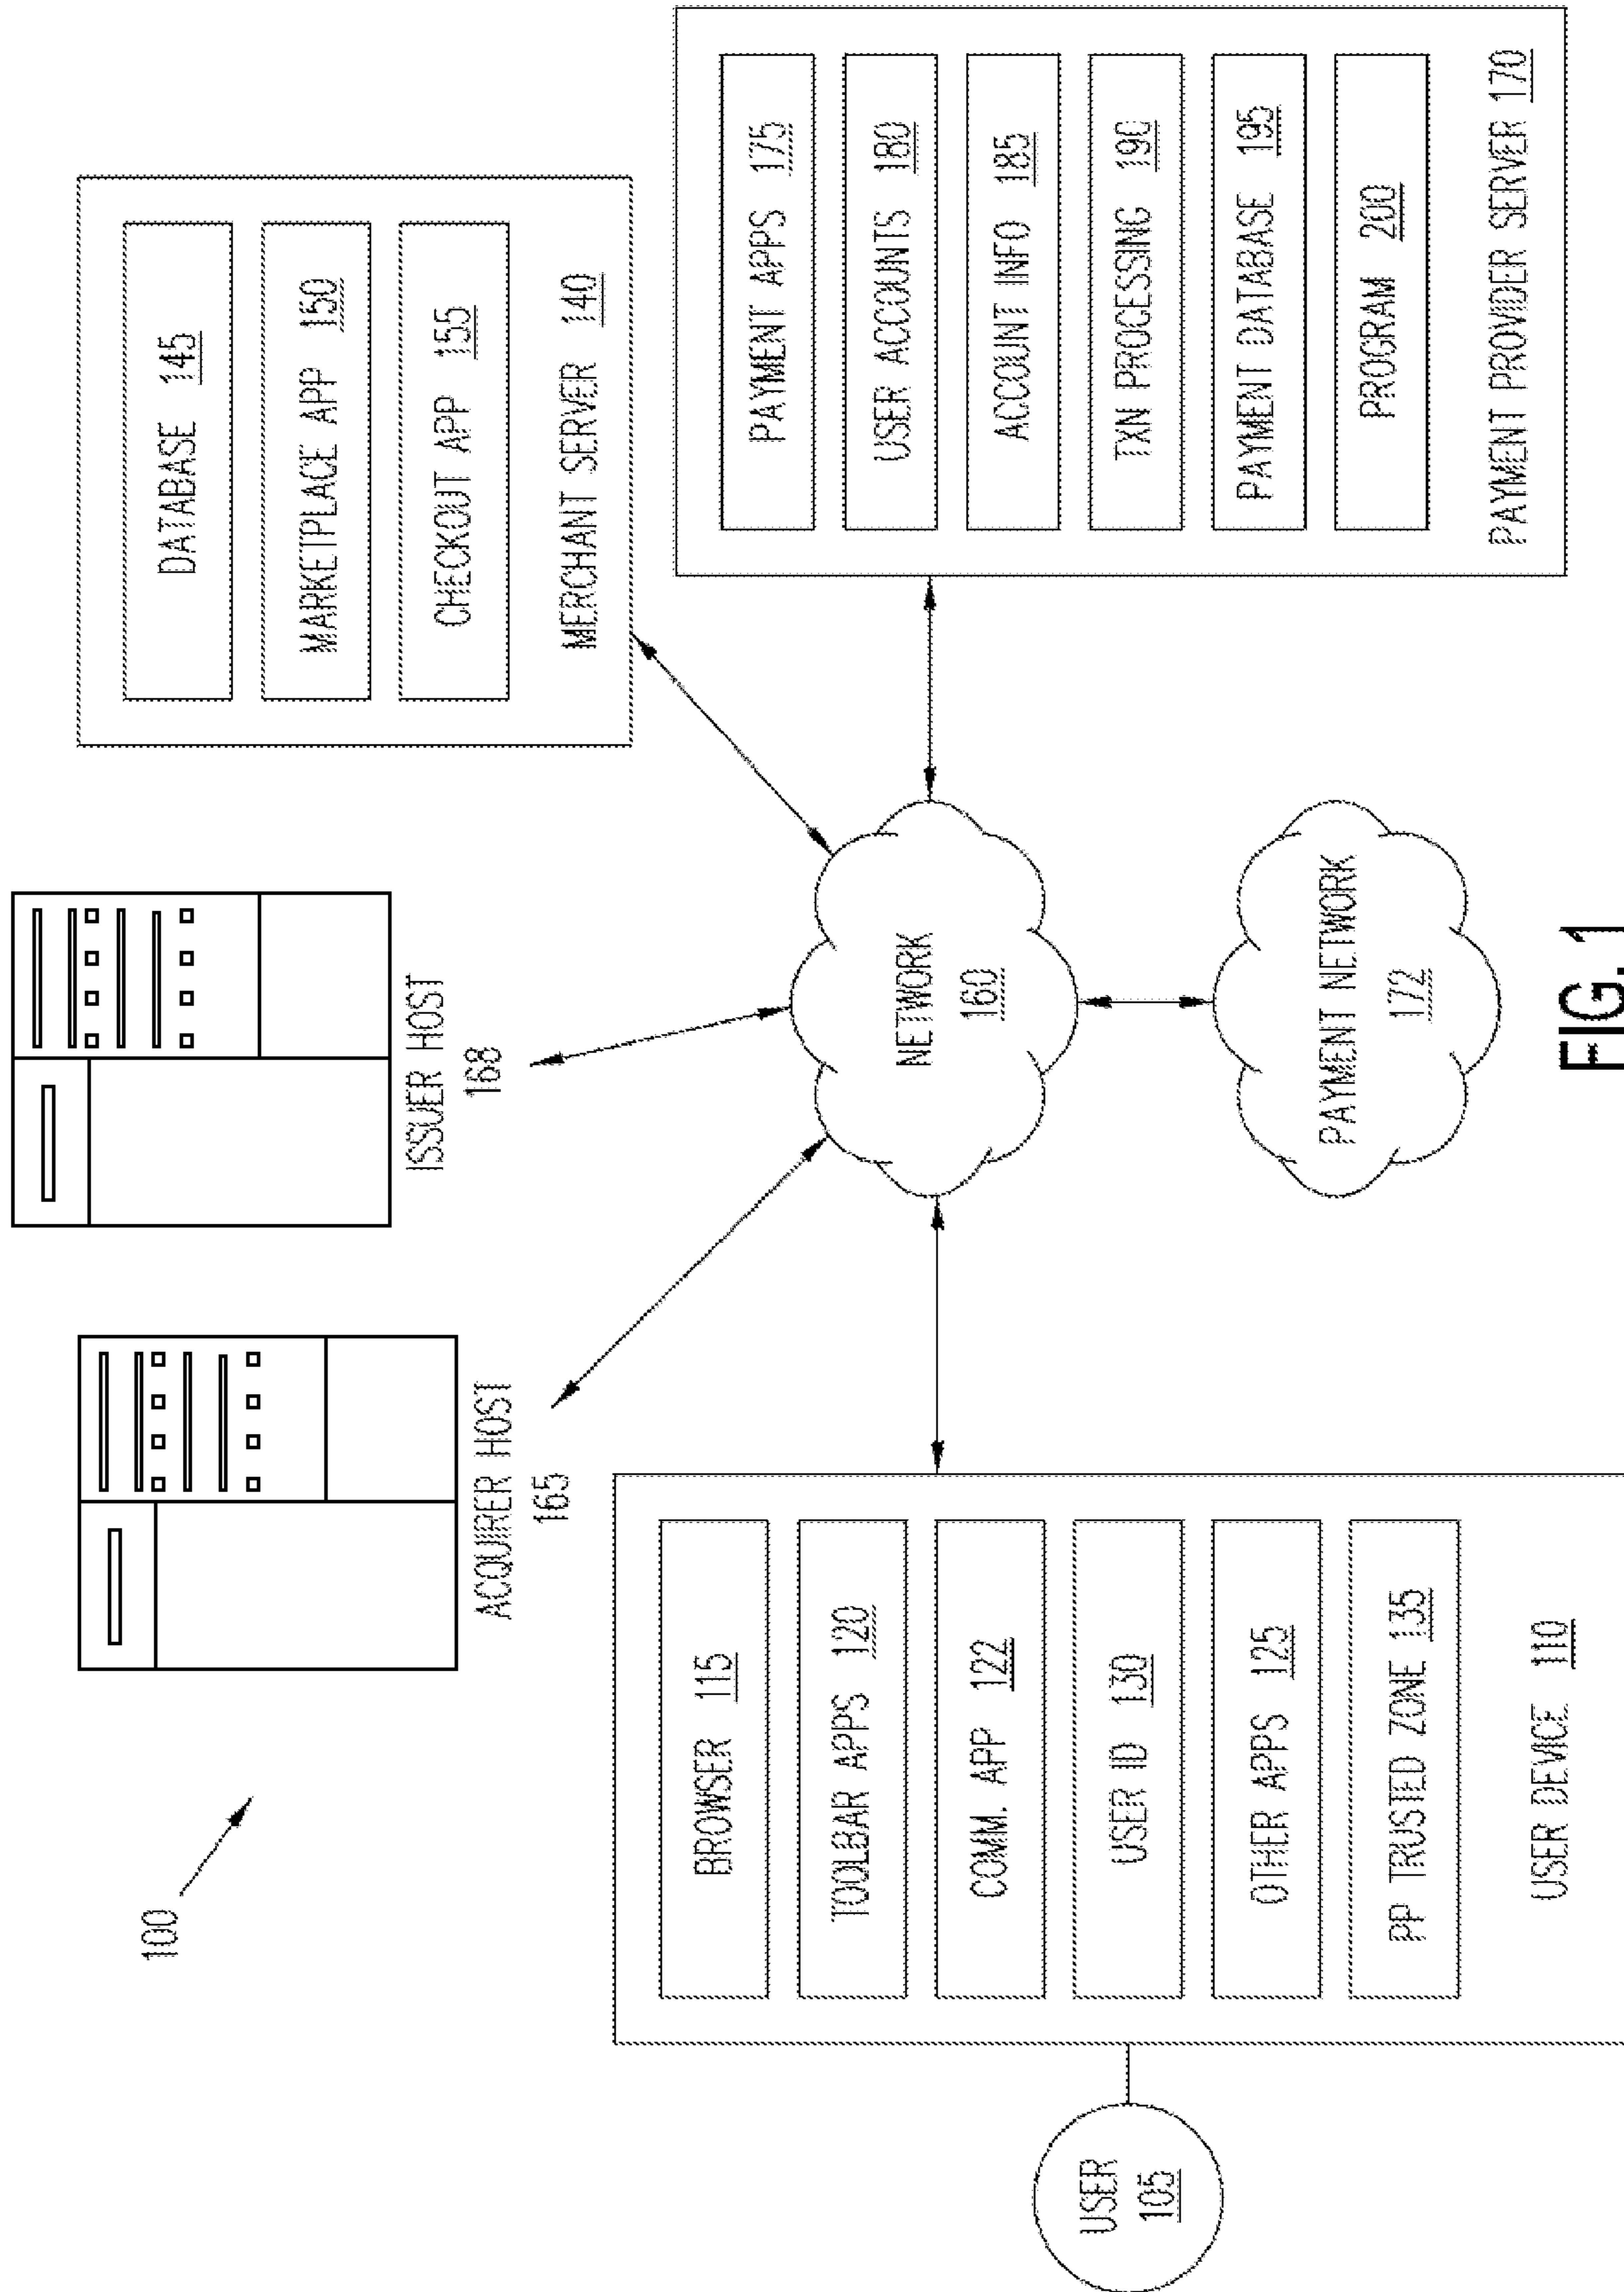 100
ACQUIRER HOST
165
ISSUER HOST
168
DATABASE 145
MARKETPLACE APP 150
CHECKOUT APP 155
MERCHANT SERVER 140
USER
105
BROWSER 115
TOOLBAR APPS 120
COMM. APP 122
USER ID 130
OTHER APPS 125
PP TRUSTED ZONE 135
USER DEVICE 110
NETWORK
160
PAYMENT NETWORK
172
PAYMENT APPS 175
USER ACCOUNTS 180
ACCOUNT INFO 185
TXN PROCESSING 190
PAYMENT DATABASE 195
PROGRAM 200
PAYMENT PROVIDER SERVER 170
FIG. 1